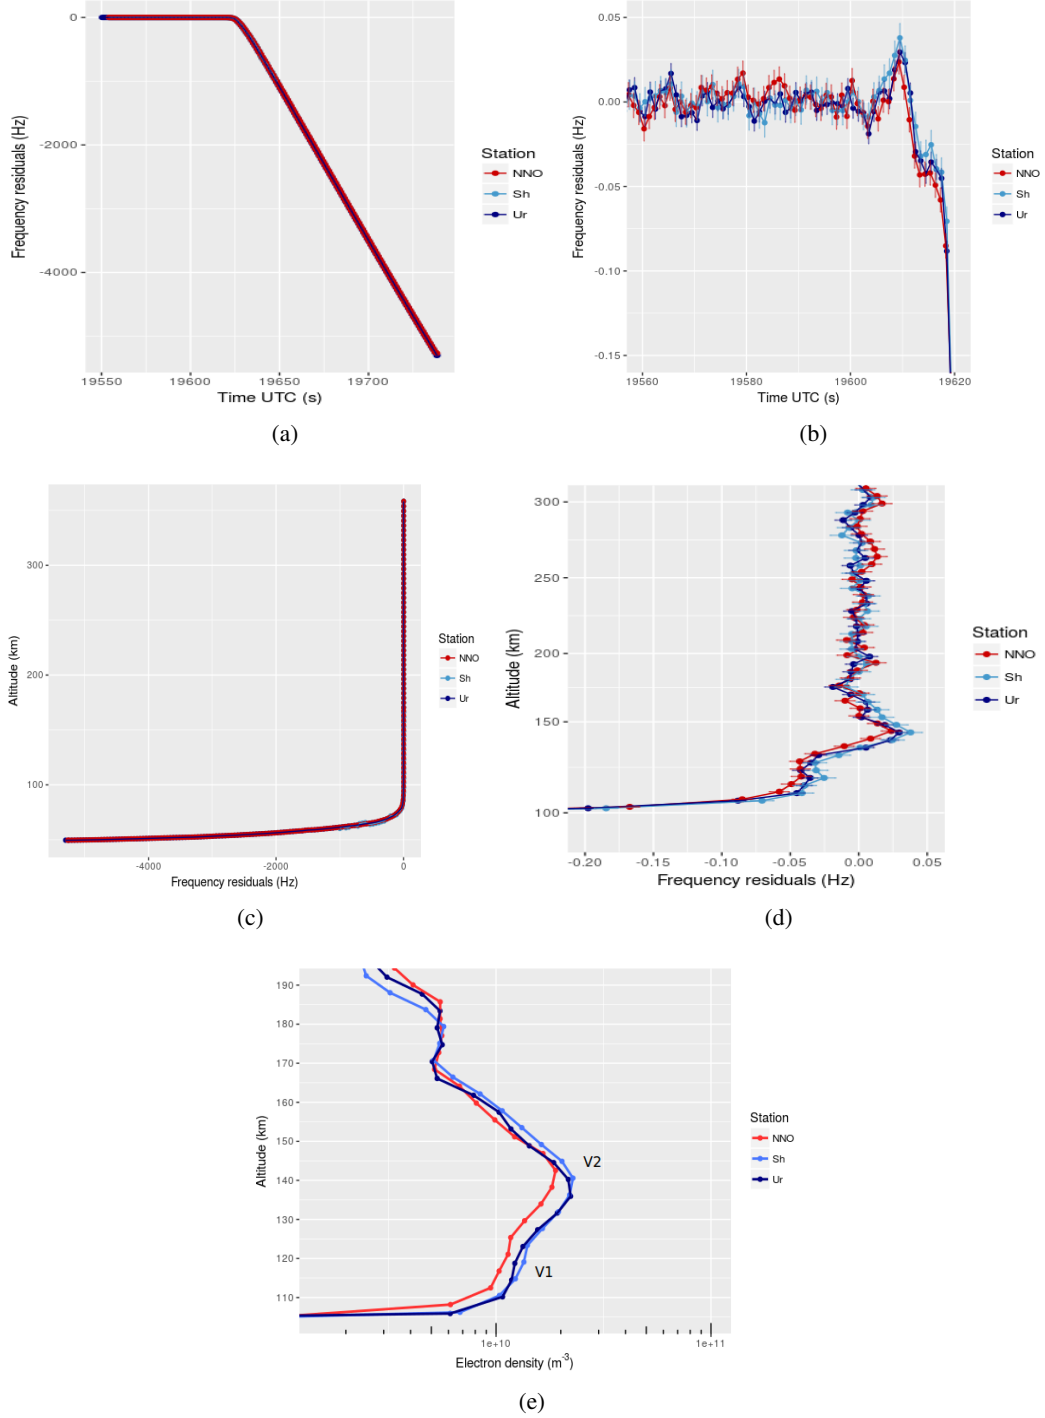 0
-2000
-4000
Frequency residuals (Hz)
19550 19600 19650 19700
Time UTC (s)
Station
NNO
Sh
Ur
(a)
0.05
0.00
-0.05
-0.10
-0.15
Frequency residuals (Hz)
19560 19580 19600 19620
Time UTC (s)
Station
NNO
Sh
Ur
(b)
300
200
100
Altitude (km)
-4000 -2000 0
Frequency residuals (Hz)
Station
NNO
Sh
Ur
(c)
300
250
200
150
100
Altitude (km)
-0.20 -0.15 -0.10 -0.05 0.00 0.05
Frequency residuals (Hz)
Station
NNO
Sh
Ur
(d)
190
180
170
160
150
140
130
120
110
Altitude (km)
V2
V1
1e+10 1e+11
Electron density (m⁻³)
Station
NNO
Sh
Ur
(e)